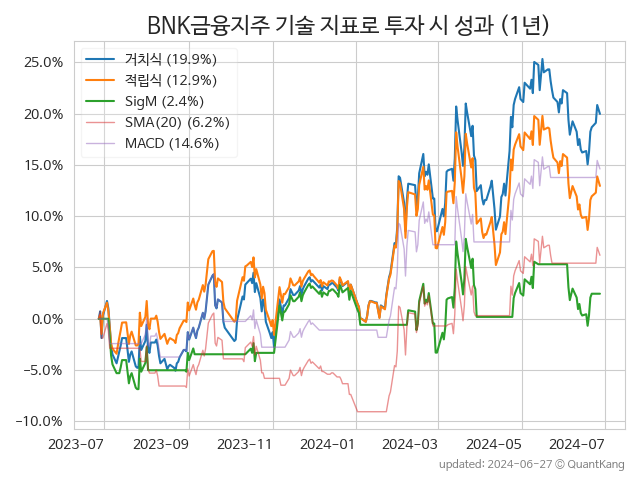 BNK금융지주 기술 지표로 투자 시 성과 (1년)
거치식 (19.9%)
적립식 (12.9%)
SigM (2.4%)
SMA(20) (6.2%)
MACD (14.6%)
25.0%
20.0%
15.0%
10.0%
5.0%
0.0%
−5.0%
−10.0%
2023-07 2023-09 2023-11 2024-01 2024-03 2024-05 2024-07
updated: 2024-06-27 ⓒ QuantKang